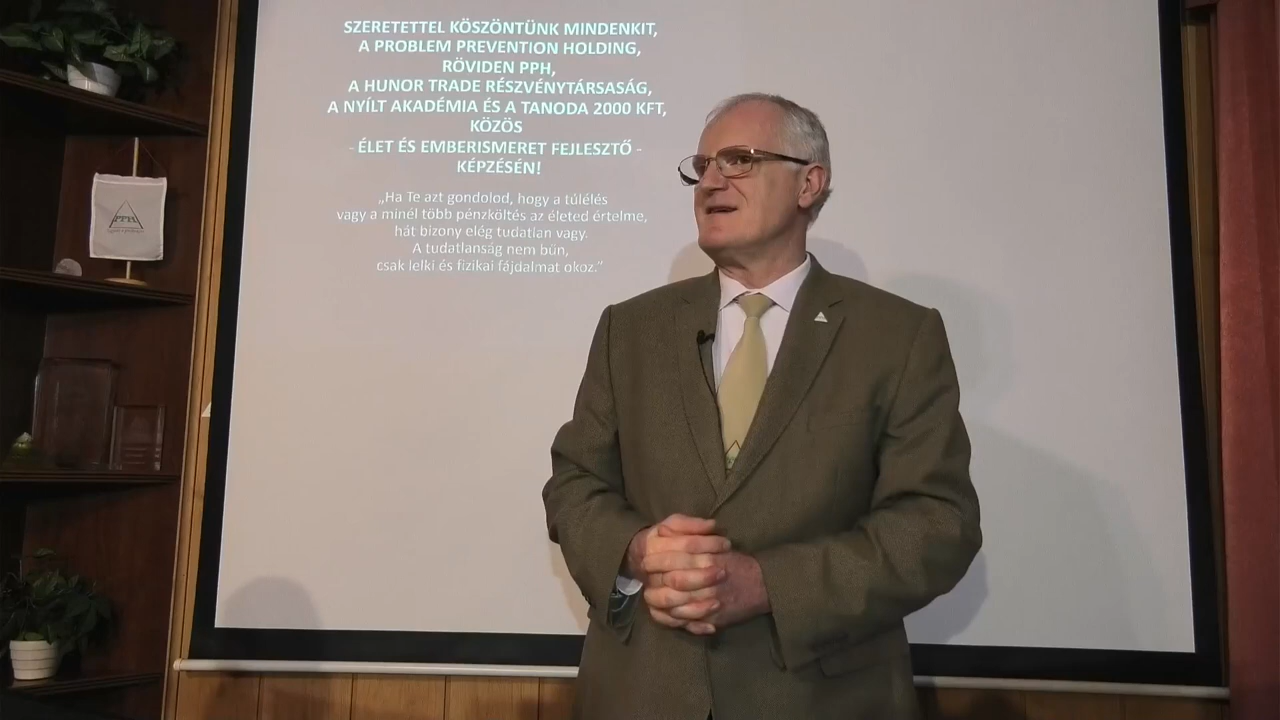 SZERETETTEL KÖSZÖNTÜNK MINDENKIT,
A PROBLEM PREVENTION HOLDING,
RÖVIDEN PPH,
A HUNOR TRADE RÉSZVÉNYTÁRSASÁG,
A NYÍLT AKADÉMIA ÉS A TANODA 2000 KFT,
KÖZÖS
- ÉLET ÉS EMBERISMERET FEJLESZTŐ -
KÉPZÉSÉN!
„Ha Te azt gondolod, hogy a túlélés
vagy a minél több pénzköltés az életed értelme,
hát bizony elég tudatlan vagy.
A tudatlanság nem bűn,
csak lelki és fizikai fájdalmat okoz.”
PPH